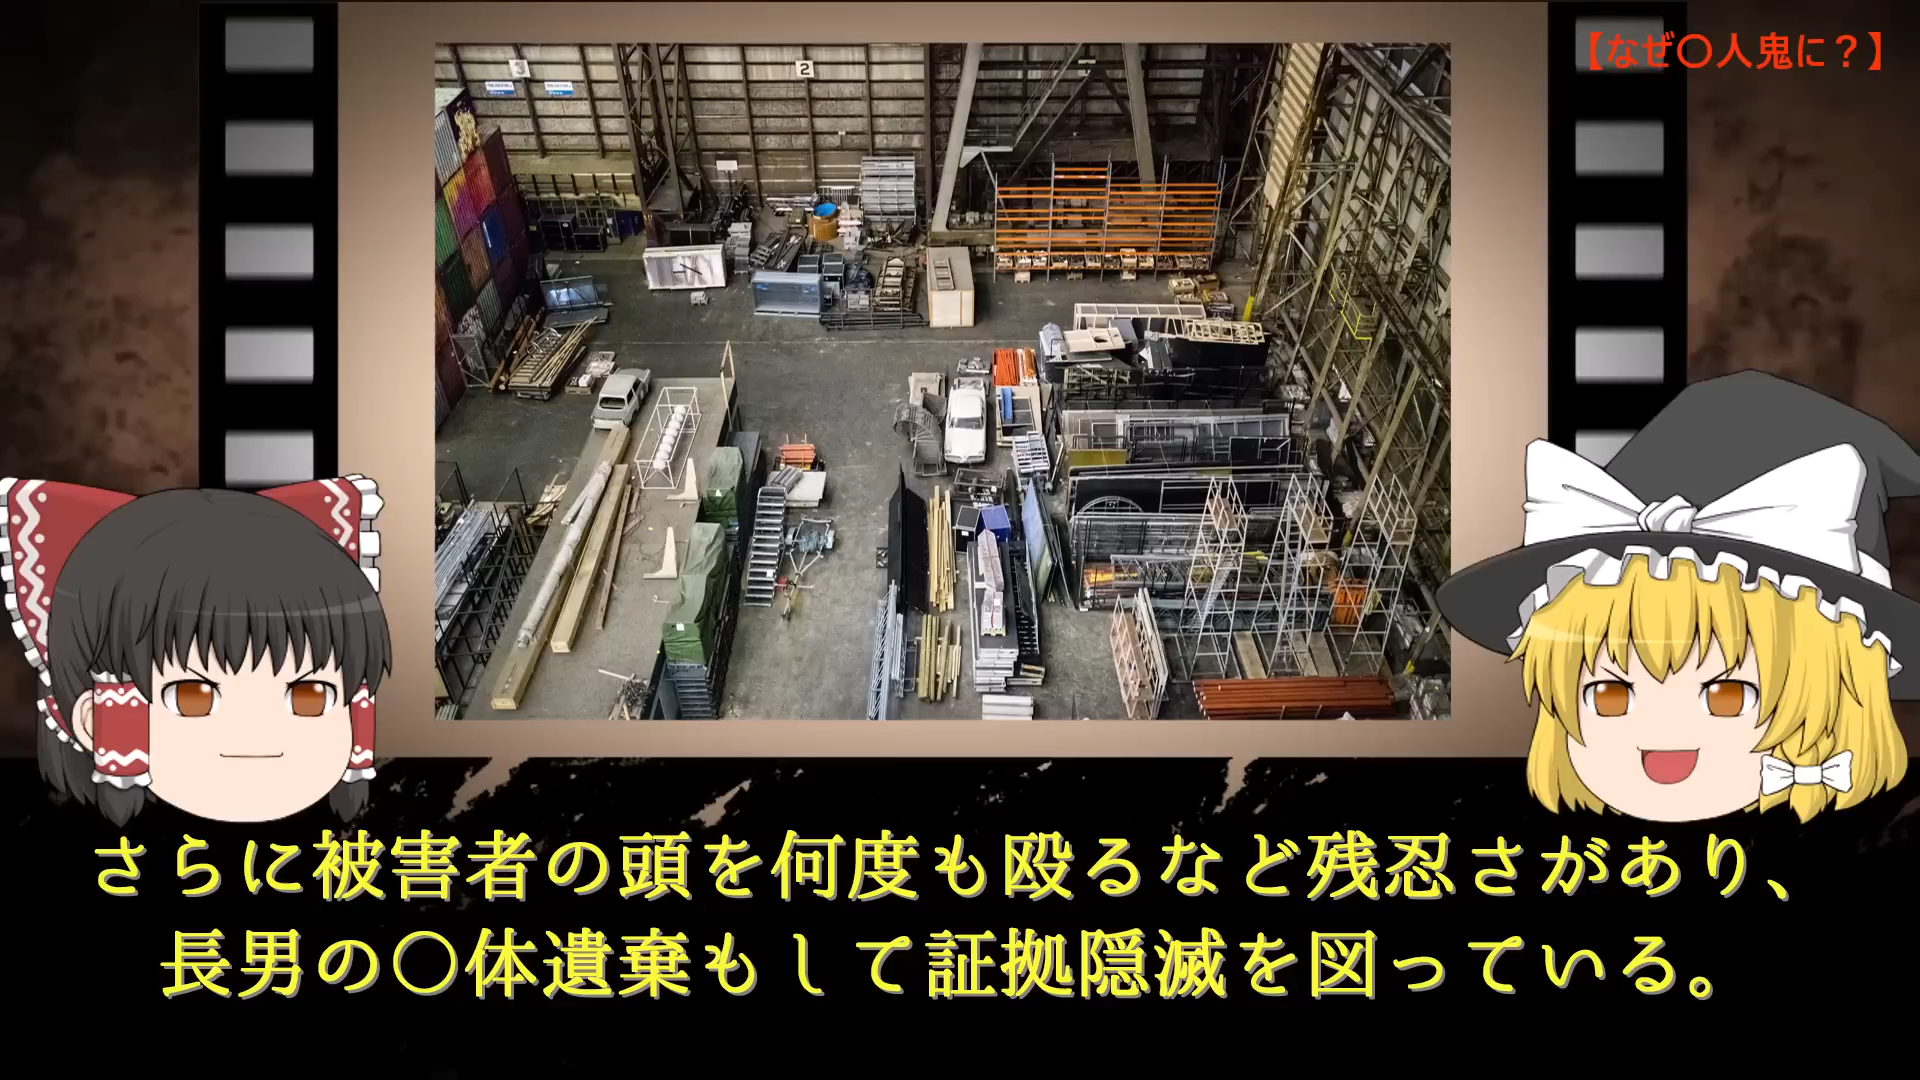 【なぜ〇人鬼に？】
3
2
さらに被害者の頭を何度も殴るなど残忍さがあり、
長男の〇体遺棄もして証拠隠滅を図っている。